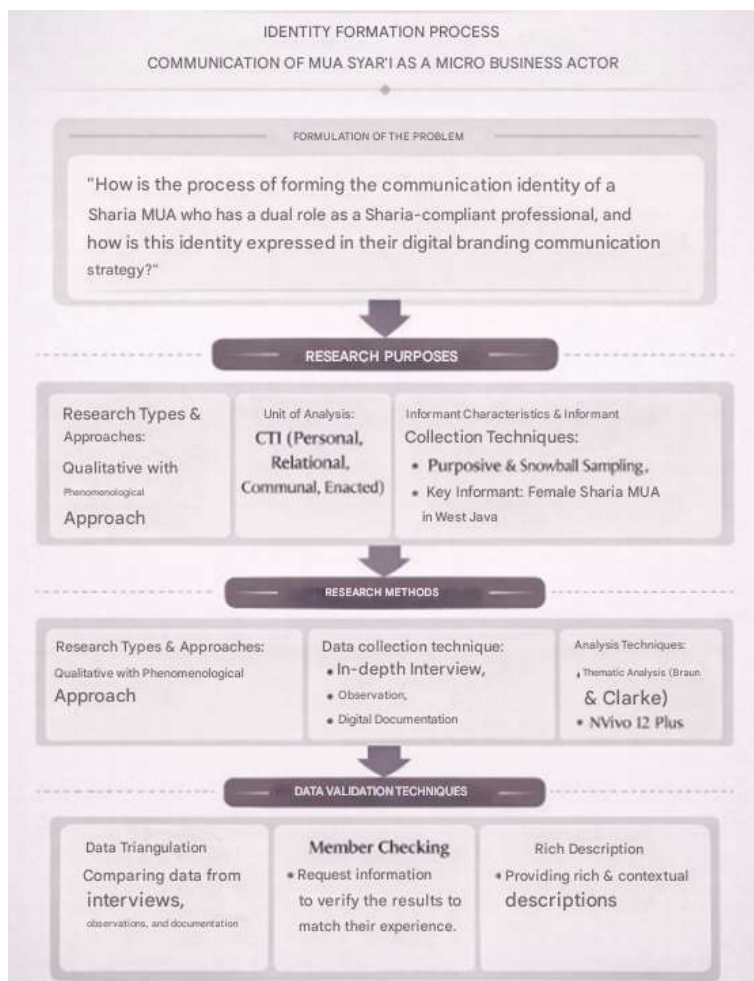 IDENTITY FORMATION PROCESS
COMMUNICATION OF MUA SYAR'I AS A MICRO BUSINESS ACTOR
FORMULATION OF THE PROBLEM
"How is the process of forming the communication identity of a
Sharia MUA who has a dual role as a Sharia-compliant professional, and
how is this identity expressed in their digital branding communication
strategy?"
RESEARCH PURPOSES
Research Types &
Approaches:
Qualitative with
Phenomenological
Approach
Unit of Analysis:
CTI (Personal,
Relational,
Communal, Enacted)
Informant Characteristics & Informant
Collection Techniques:
• Purposive & Snowball Sampling,
• Key Informant: Female Sharia MUA
in West Java
RESEARCH METHODS
Research Types & Approaches:
Qualitative with Phenomenological
Approach
Data collection technique:
• In-depth Interview,
• Observation,
• Digital Documentation
Analysis Techniques:
• Thematic Analysis (Braun
& Clarke)
• NVivo 12 Plus
DATA VALIDATION TECHNIQUES
Data Triangulation
Comparing data from
interviews,
observations, and documentation
Member Checking
• Request information
to verify the results to
match their experience.
Rich Description
• Providing rich & contextual
descriptions